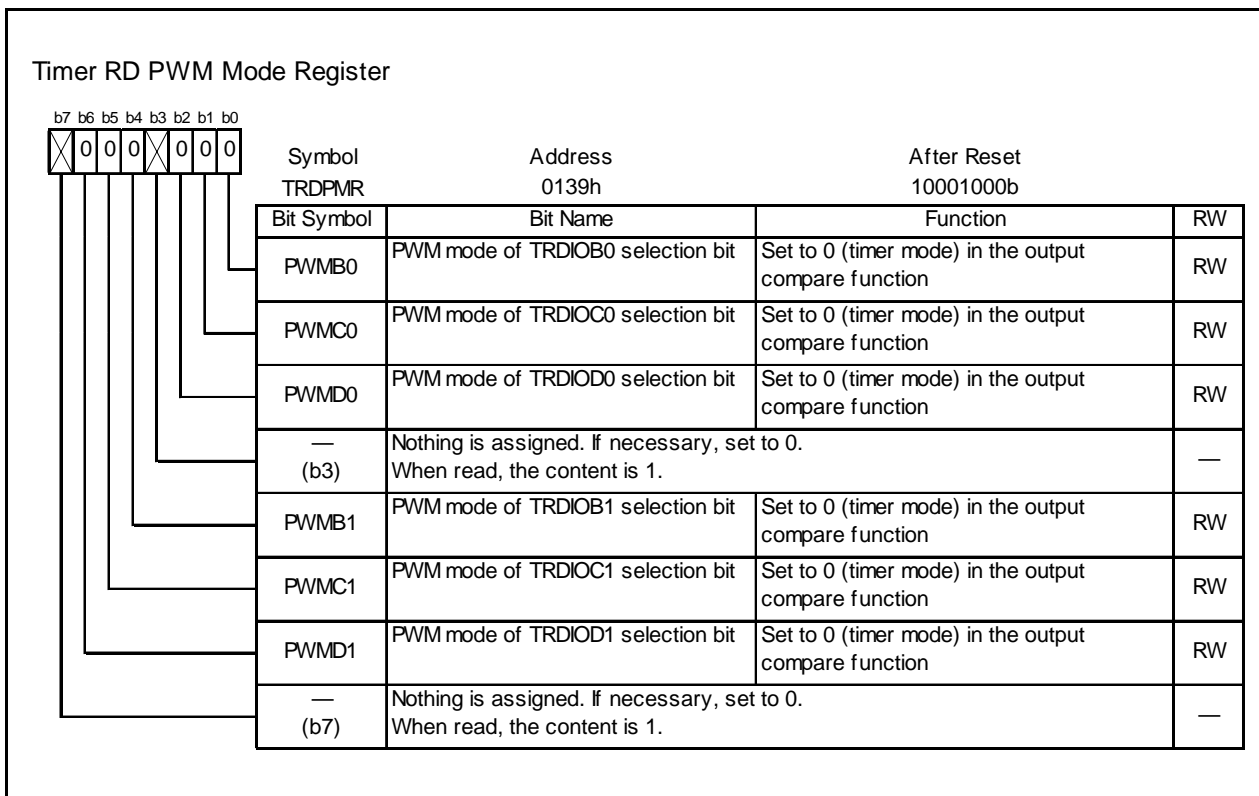 Timer RD PWM Mode Register
b7 b6 b5 b4 b3 b2 b1 b0
0 0 0 0 0 0
Symbol Address After Reset
TRDPMR 0139h 10001000b
Bit Symbol Bit Name Function RW
PWMB0 PWM mode of TRDIOB0 selection bit Set to 0 (timer mode) in the output RW
compare function
PWMC0 PWM mode of TRDIOC0 selection bit Set to 0 (timer mode) in the output RW
compare function
PWMD0 PWM mode of TRDIOD0 selection bit Set to 0 (timer mode) in the output RW
compare function
— Nothing is assigned. If necessary, set to 0. —
(b3) When read, the content is 1.
PWMB1 PWM mode of TRDIOB1 selection bit Set to 0 (timer mode) in the output RW
compare function
PWMC1 PWM mode of TRDIOC1 selection bit Set to 0 (timer mode) in the output RW
compare function
PWMD1 PWM mode of TRDIOD1 selection bit Set to 0 (timer mode) in the output RW
compare function
— Nothing is assigned. If necessary, set to 0. —
(b7) When read, the content is 1.